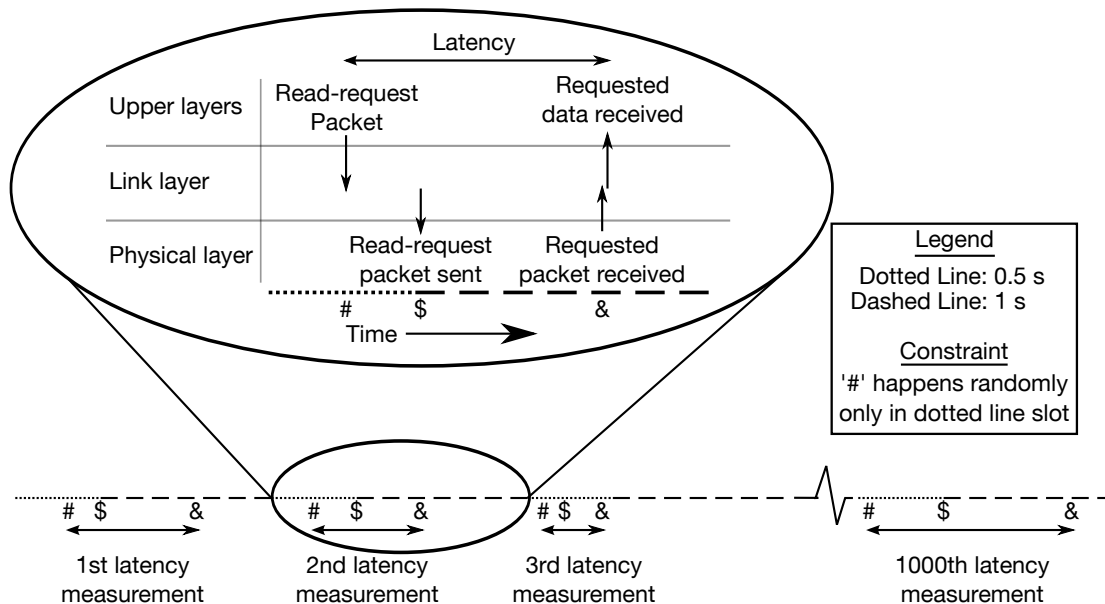 Latency
Upper layers
Read-request
Packet
Requested
data received
Link layer
Physical layer
Read-request
packet sent
Requested
packet received
# $ &
Time
Legend
Dotted Line: 0.5 s
Dashed Line: 1 s
Constraint
'#' happens randomly
only in dotted line slot
# $ &
1st latency
measurement
# $ &
2nd latency
measurement
# $ &
3rd latency
measurement
# $ &
1000th latency
measurement